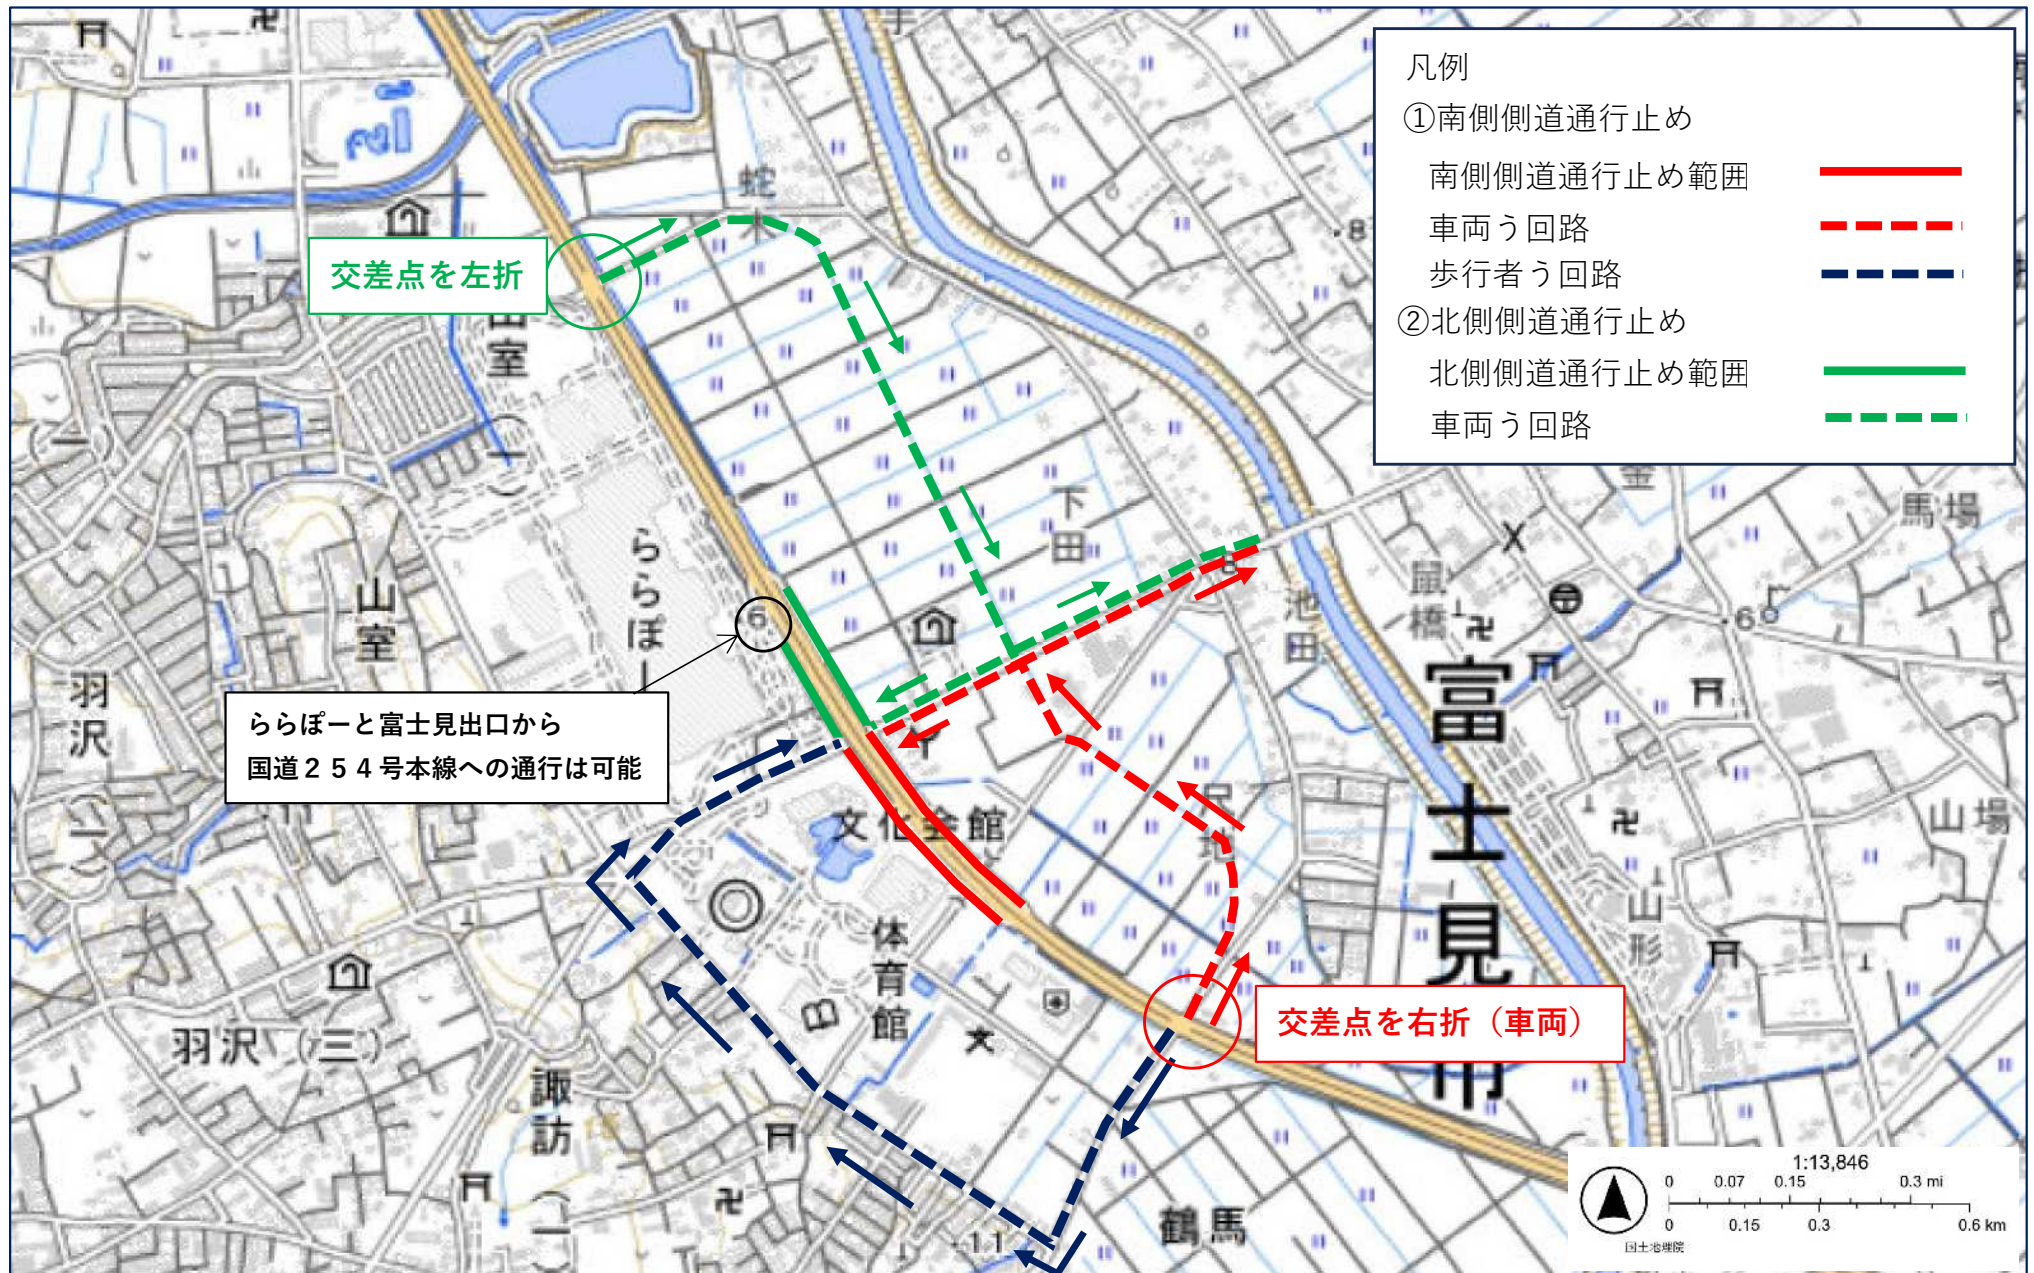 凡例
①南側側道通行止め
南側側道通行止め範囲
車両う回路
歩行者う回路
②北側側道通行止め
北側側道通行止め範囲
車両う回路
交差点を左折
蛇
下田
馬場
ららぽー
山室
6
池田
鼠橋
6
羽沢
ららぽーと富士見出口から
国道254号本線への通行は可能
富士見市
山場
文化会館
体育館
山形
交差点を右折（車両）
羽沢(三)
諏訪
鶴馬
11
1:13,846
0 0.07 0.15 0.3 mi
0 0.15 0.3 0.6 km
国土地理院